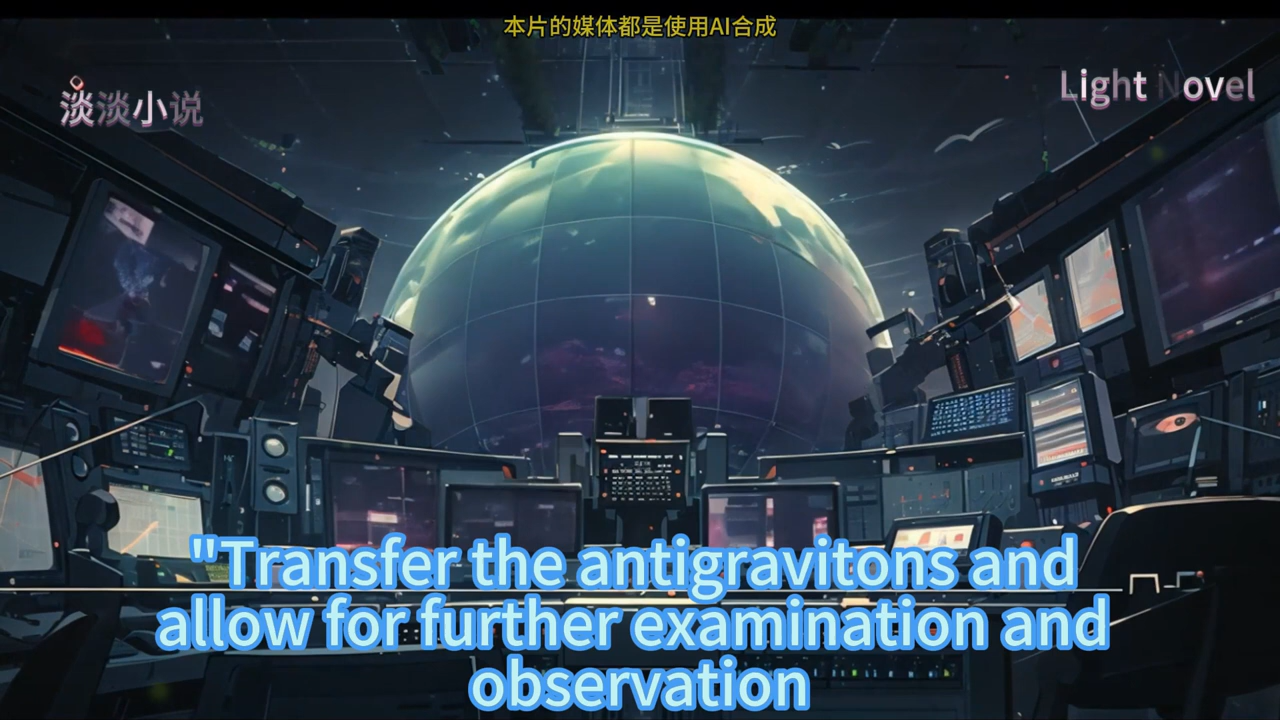 本片的媒体都是使用AI合成
淡淡小说
Light Novel
"Transfer the antigravitons and
allow for further examination and
observation